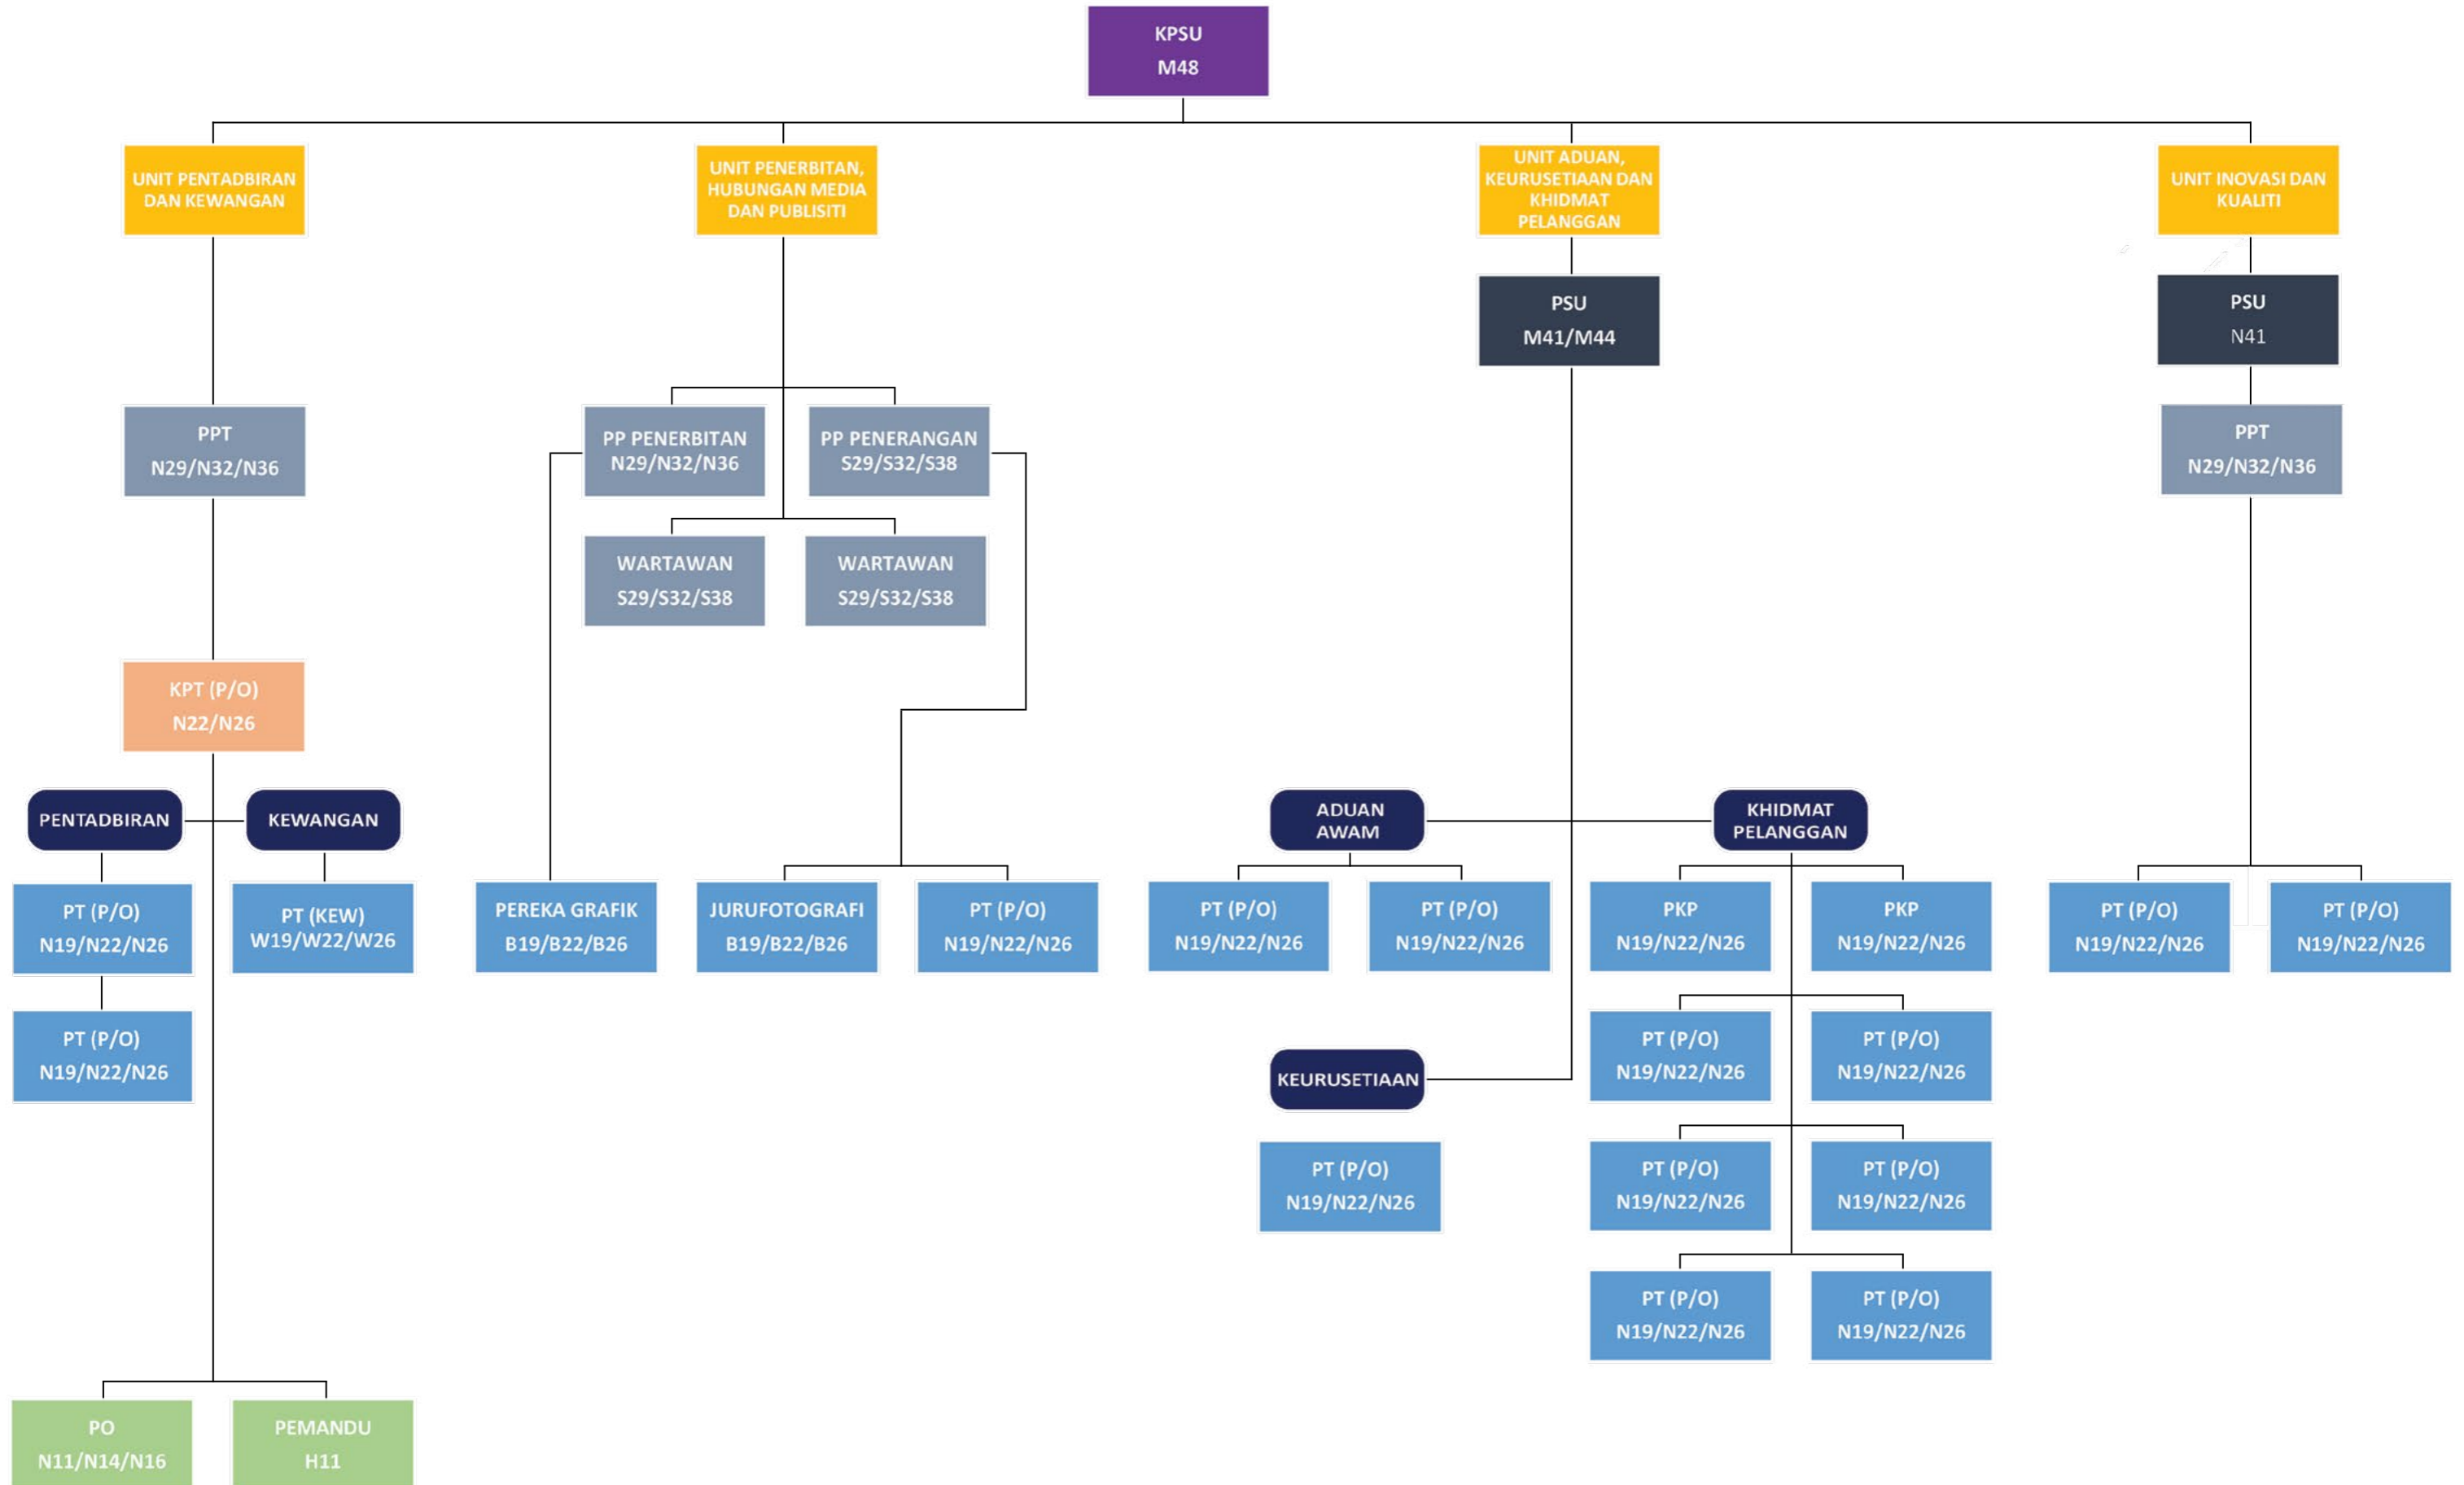 KPSU
M48
UNIT PENTADBIRAN
DAN KEWANGAN
UNIT PENERBITAN,
HUBUNGAN MEDIA
DAN PUBLISITI
UNIT ADUAN,
KEURUSETIAAN DAN
KHIDMAT
PELANGGAN
UNIT INOVASI DAN
KUALITI
PSU
M41/M44
PSU
N41
PPT
N29/N32/N36
PP PENERBITAN
N29/N32/N36
PP PENERANGAN
S29/S32/S38
PPT
N29/N32/N36
WARTAWAN
S29/S32/S38
WARTAWAN
S29/S32/S38
KPT (P/O)
N22/N26
PENTADBIRAN
KEWANGAN
ADUAN
AWAM
KHIDMAT
PELANGGAN
PT (P/O)
N19/N22/N26
PT (KEW)
W19/W22/W26
PEREKA GRAFIK
B19/B22/B26
JURUFOTOGRAFI
B19/B22/B26
PT (P/O)
N19/N22/N26
PT (P/O)
N19/N22/N26
PT (P/O)
N19/N22/N26
PKP
N19/N22/N26
PKP
N19/N22/N26
PT (P/O)
N19/N22/N26
PT (P/O)
N19/N22/N26
PT (P/O)
N19/N22/N26
KEURUSETIAAN
PT (P/O)
N19/N22/N26
PT (P/O)
N19/N22/N26
PT (P/O)
N19/N22/N26
PT (P/O)
N19/N22/N26
PT (P/O)
N19/N22/N26
PT (P/O)
N19/N22/N26
PT (P/O)
N19/N22/N26
PO
N11/N14/N16
PEMANDU
H11